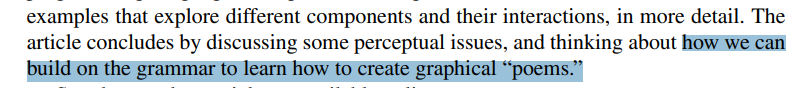 examples that explore different components and their interactions, in more detail. The
article concludes by discussing some perceptual issues, and thinking about how we can
build on the grammar to learn how to create graphical “poems.”